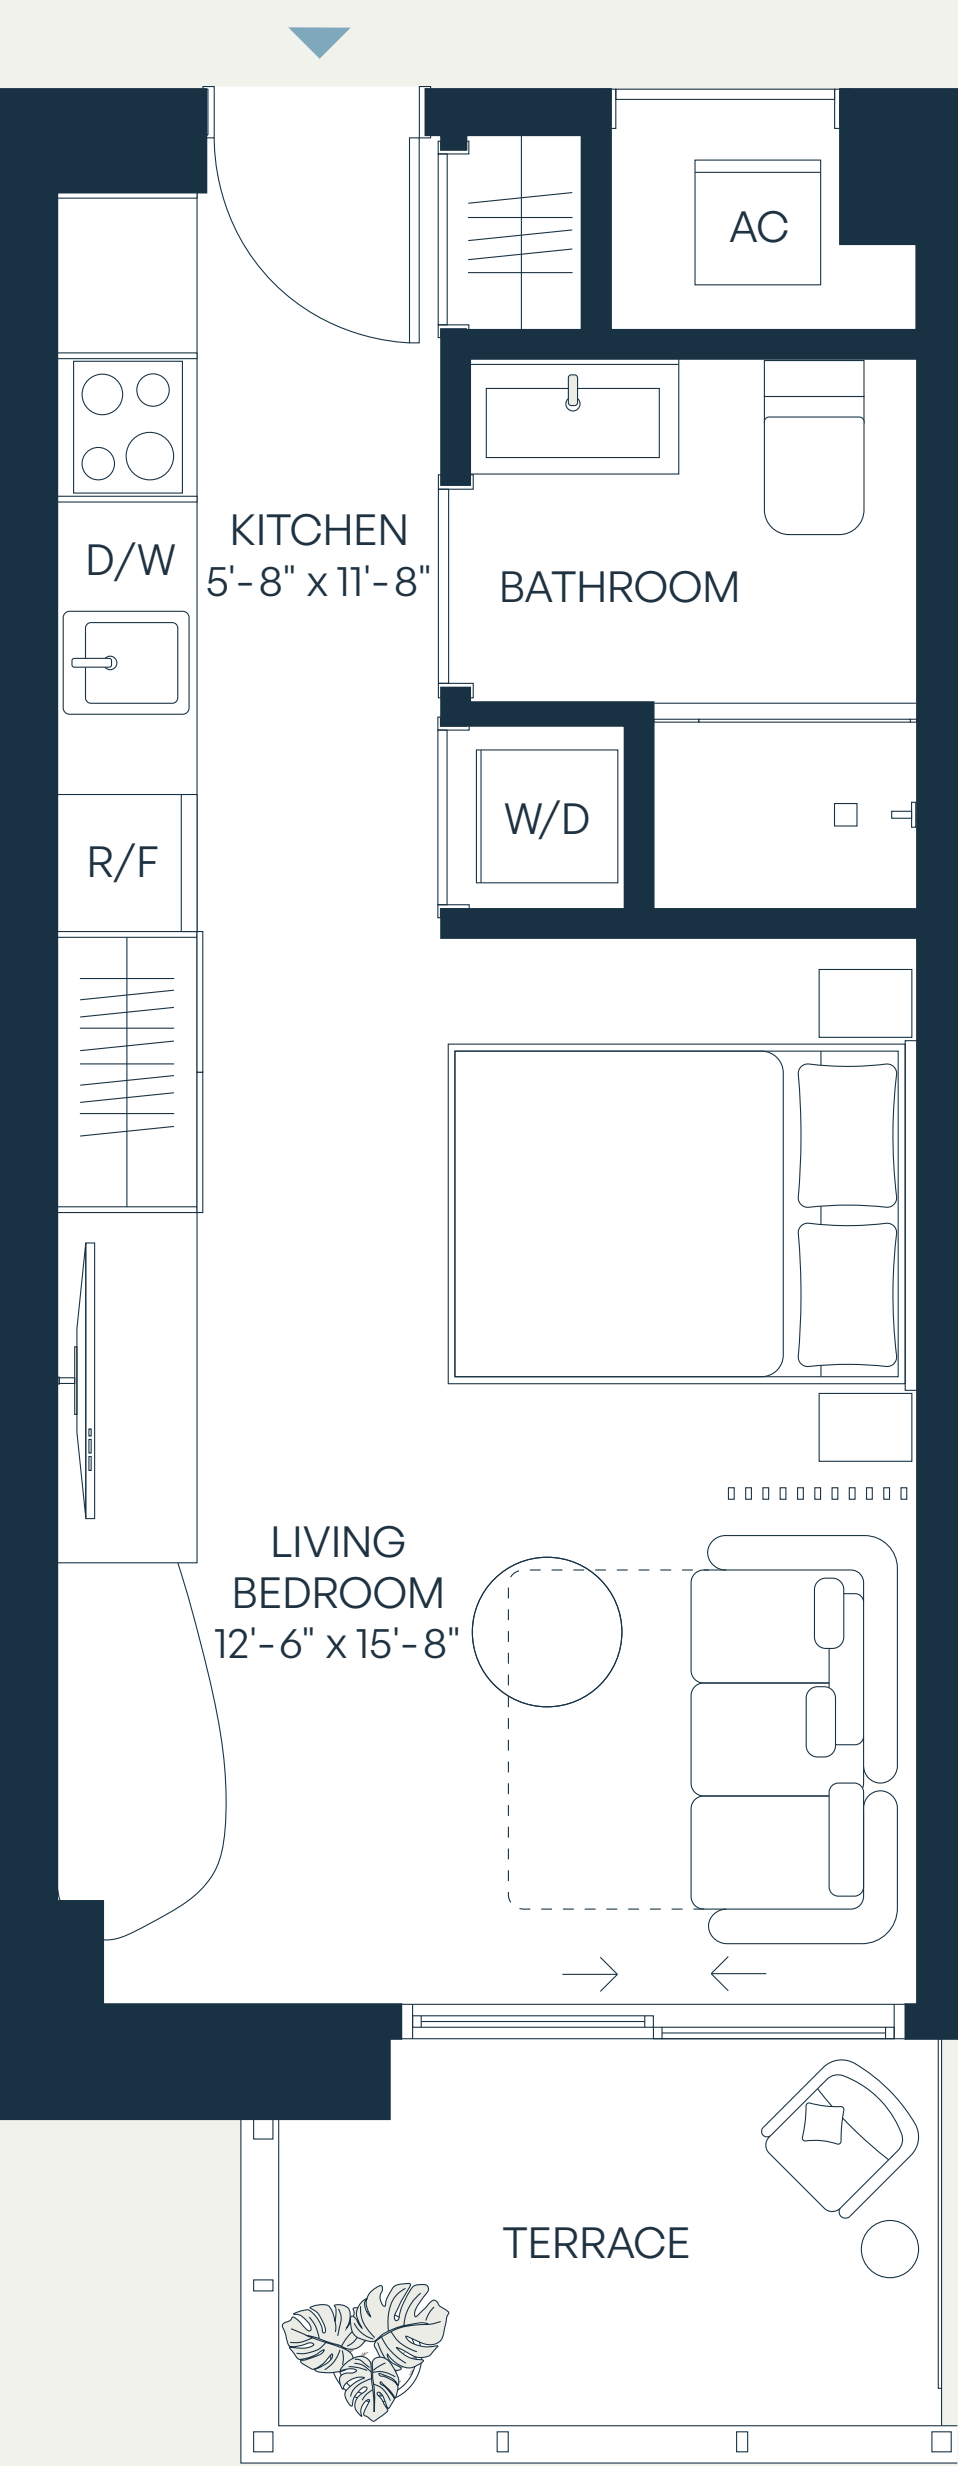 AC
KITCHEN
5'-8" x 11'-8"
D/W
BATHROOM
W/D
R/F
LIVING
BEDROOM
12'-6" x 15'-8"
TERRACE